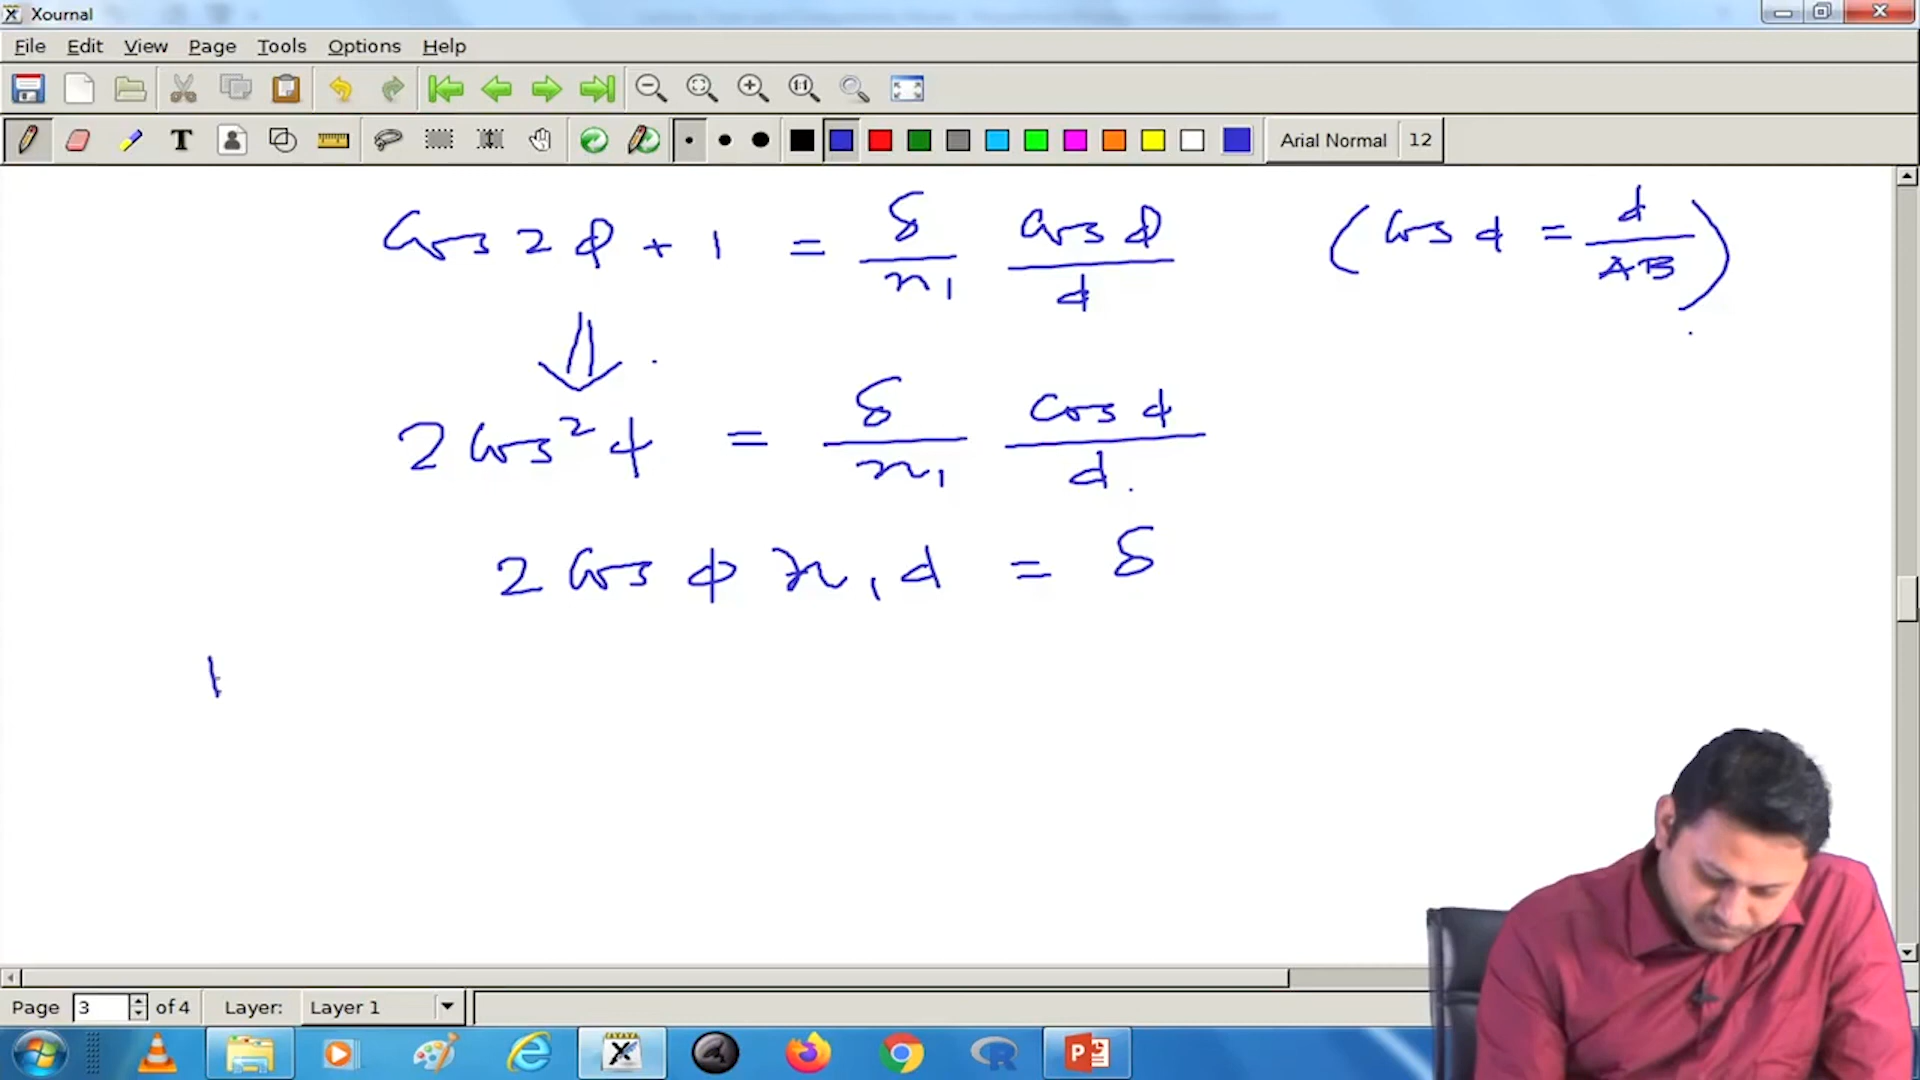 Xournal
File Edit View Page Tools Options Help
Arial Normal 12
Cos 2φ + 1 = δ/n₁ Cos φ/d (Cos φ = d/AB)
⇓
2 Cos² φ = δ/n₁ Cos φ/d
2 Cos φ n₁ d = δ
Page 3 of 4 Layer: Layer 1